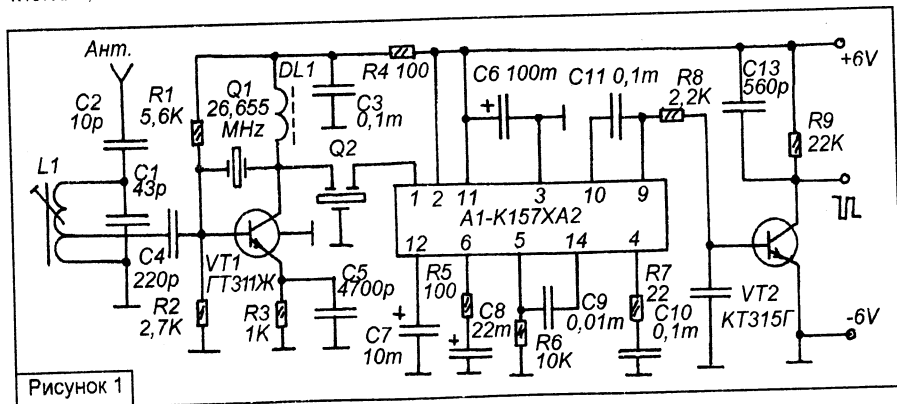 Ант.
C2
10p
L1
C1
43p
C4
220p
R1
5,6K
Q1
26,655
MHz
DL1
R4 100
C3
0,1m
Q2
VT1
ГТ311Ж
R2
2,7K
R3
1K
C5
4700p
C6 100m
C11 0,1m
R8
2,2K
C13
560p
+6V
R9
22K
1 2 11 3 10 9
A1-K157XA2
12 6 5 14 4
R5
100
C7
10m
C8
22m
R6
10K
C9
0,01m
R7
22
C10
0,1m
VT2
КТ315Г
-6V
Рисунок 1